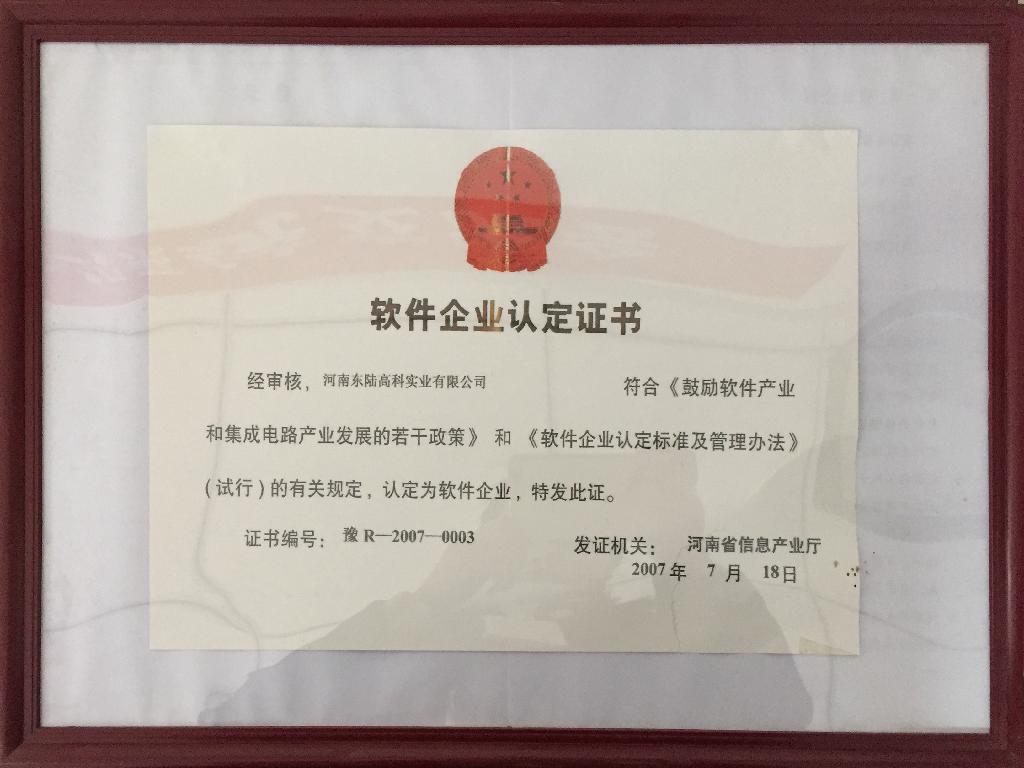 软件企业认定证书
经审核，河南东陆高科实业有限公司 符合《鼓励软件产业
和集成电路产业发展的若干政策》和《软件企业认定标准及管理办法》
（试行）的有关规定，认定为软件企业，特发此证。
证书编号：豫R—2007—0003
发证机关：河南省信息产业厅
2007年 7月 18日